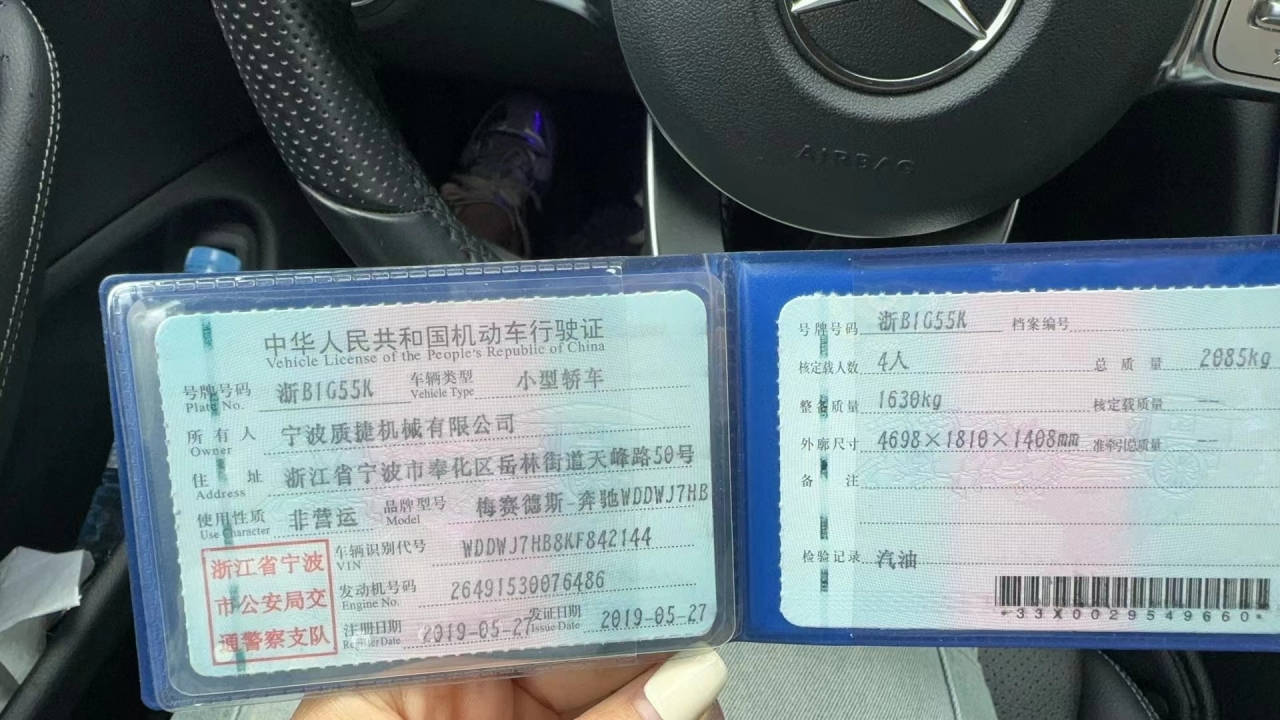 AIRBAG
中华人民共和国机动车行驶证
Vehicle License of the People's Republic of China
号牌号码 浙B1G55K 车辆类型 小型轿车
Plate No. Vehicle Type
所有人 宁波质捷机械有限公司
Owner
住址 浙江省宁波市奉化区岳林街道天峰路50号
Address
使用性质 非营运 品牌型号 梅赛德斯-奔驰WDDWJ7HB
Use Character Model
浙江省宁波
市公安局交
通警察支队
车辆识别代号 WDDWJ7HB8KF842144
VIN
发动机号码 26491530076486
Engine No.
注册日期 2019-05-27 发证日期 2019-05-27
Register Date Issue Date
号牌号码 浙B1G55K 档案编号
核定载人数 4人 总质量 2085kg
整备质量 1630kg 核定载质量 --
外廓尺寸 4698×1810×1408mm 准牵引总质量 --
备注
检验记录 汽油
*33X0029549660*